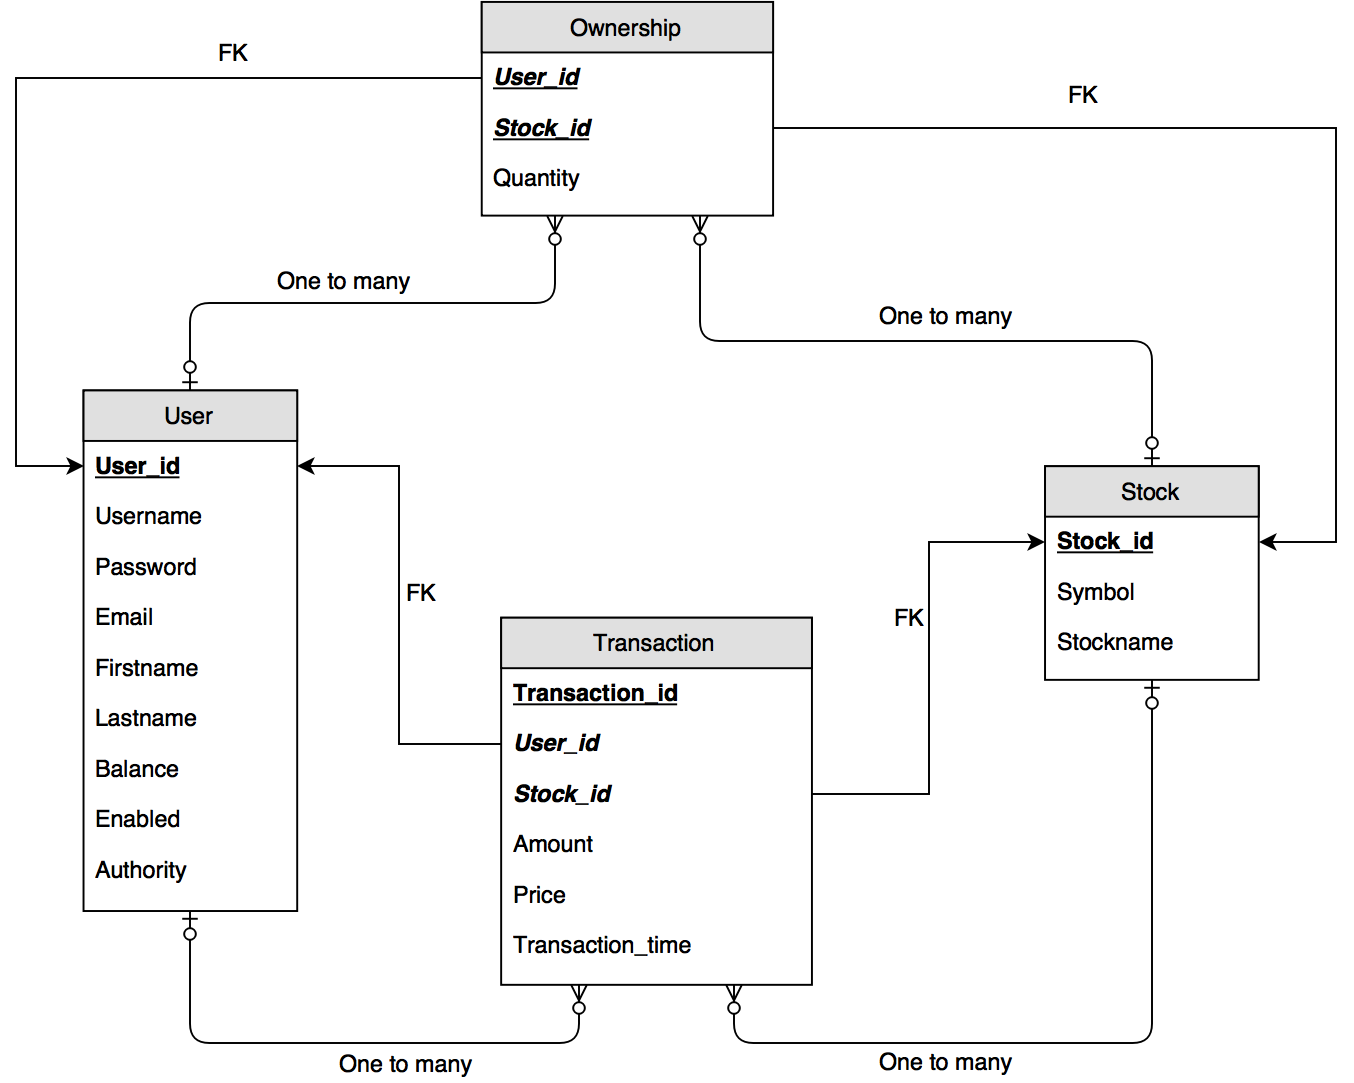 Ownership
User_id
Stock_id
Quantity
FK
FK
One to many
One to many
User
User_id
Username
Password
Email
Firstname
Lastname
Balance
Enabled
Authority
FK
Transaction
Transaction_id
User_id
Stock_id
Amount
Price
Transaction_time
FK
Stock
Stock_id
Symbol
Stockname
One to many
One to many